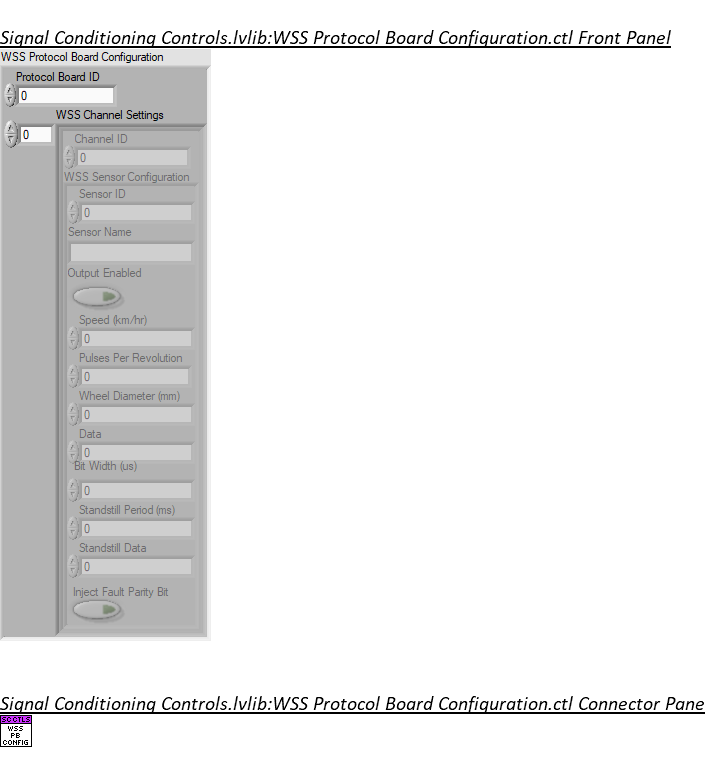 Signal Conditioning Controls.lvlib:WSS Protocol Board Configuration.ctl Front Panel
WSS Protocol Board Configuration
Protocol Board ID
0
WSS Channel Settings
0
Channel ID
0
WSS Sensor Configuration
Sensor ID
0
Sensor Name
Output Enabled
Speed (km/hr)
0
Pulses Per Revolution
0
Wheel Diameter (mm)
0
Data
0
Bit Width (us)
0
Standstill Period (ms)
0
Standstill Data
0
Inject Fault Parity Bit
Signal Conditioning Controls.lvlib:WSS Protocol Board Configuration.ctl Connector Pane
SCCTLS
WSS
PB
CONFIG